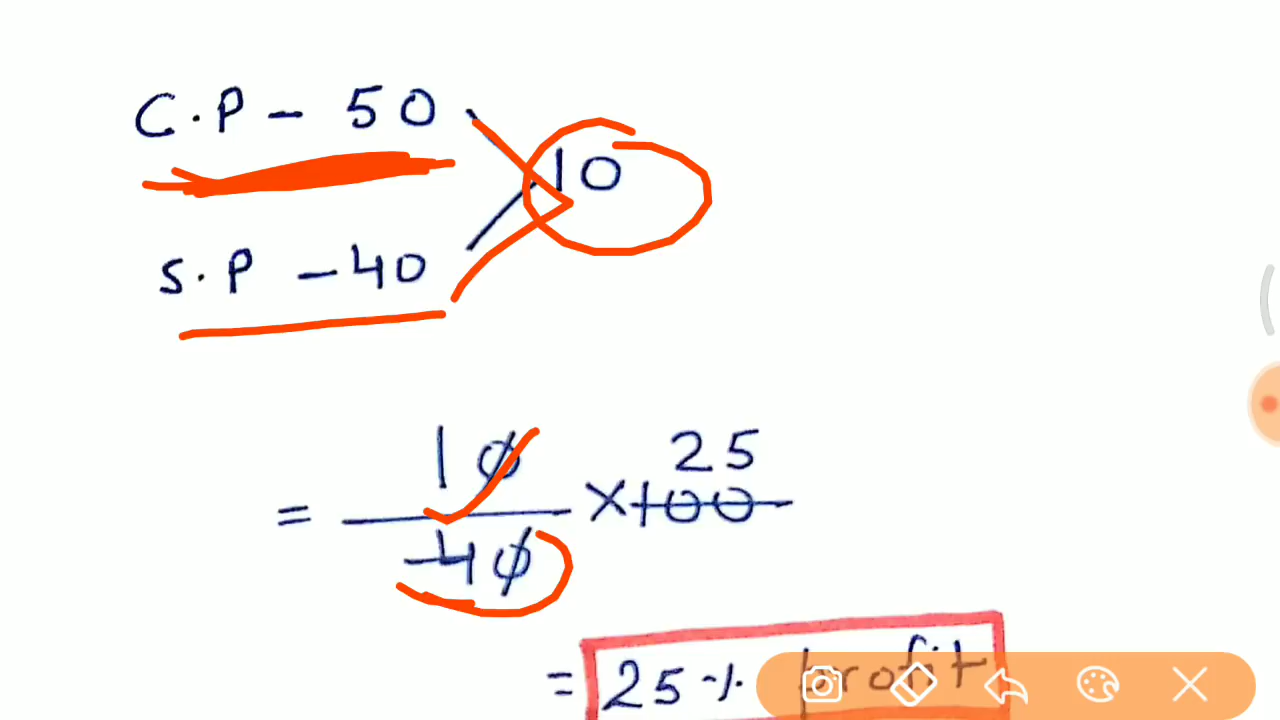 C.P - 50
10
S.P - 40
= 10/40 × 100 25
= 25% profit